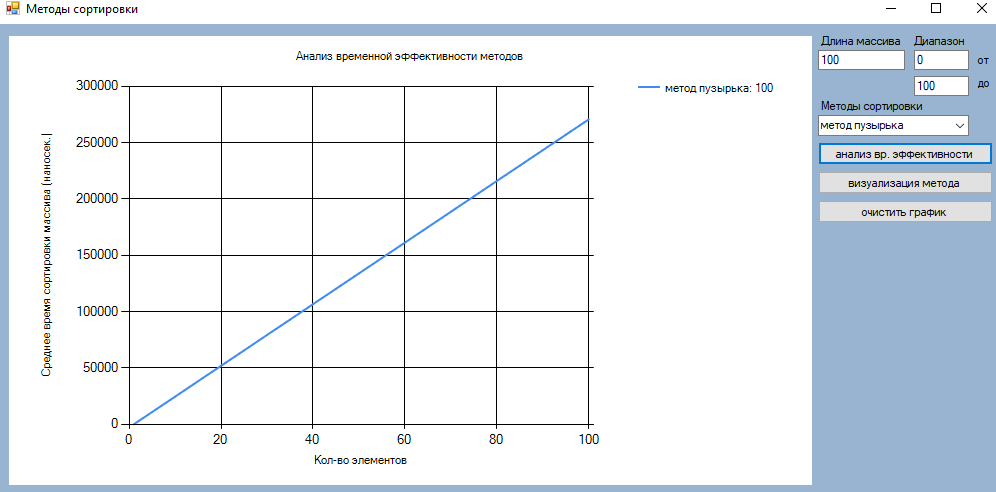 Методы сортировки
Анализ временной эффективности методов
300000
250000
200000
150000
100000
50000
0
0 20 40 60 80 100
Кол-во элементов
Среднее время сортировки массива (наносек.)
метод пузырька: 100
Длина массива Диапазон
100 0 от
100 до
Методы сортировки
метод пузырька
анализ вр. эффективности
визуализация метода
очистить график